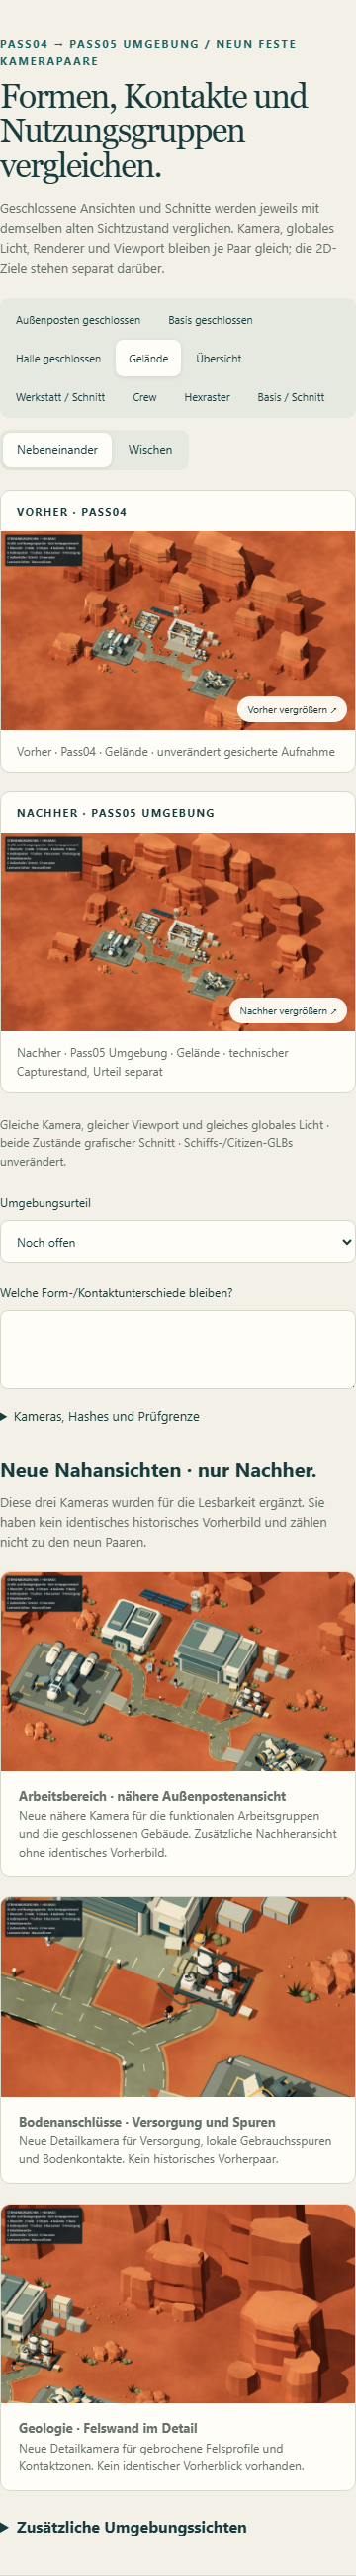 PASS04 → PASS05 UMGEBUNG / NEUN FESTE
KAMERAPAARE
Formen, Kontakte und
Nutzungsgruppen
vergleichen.
Geschlossene Ansichten und Schnitte werden jeweils mit
demselben alten Sichtzustand verglichen. Kamera, globales
Licht, Renderer und Viewport bleiben je Paar gleich; die 2D-
Ziele stehen separat darüber.
Außenposten geschlossen Basis geschlossen
Halle geschlossen Gelände Übersicht
Werkstatt / Schnitt Crew Hexraster Basis / Schnitt
Nebeneinander Wischen
VORHER · PASS04
Vorher vergrößern ↗
Vorher · Pass04 · Gelände · unverändert gesicherte Aufnahme
NACHHER · PASS05 UMGEBUNG
Nachher vergrößern ↗
Nachher · Pass05 Umgebung · Gelände · technischer
Capturestand, Urteil separat
Gleiche Kamera, gleicher Viewport und gleiches globales Licht ·
beide Zustände grafischer Schnitt · Schiffs-/Citizen-GLBs
unverändert.
Umgebungsurteil
Noch offen
Welche Form-/Kontaktunterschiede bleiben?
Kameras, Hashes und Prüfgrenze
Neue Nahansichten · nur Nachher.
Diese drei Kameras wurden für die Lesbarkeit ergänzt. Sie
haben kein identisches historisches Vorherbild und zählen
nicht zu den neun Paaren.
Arbeitsbereich · nähere Außenpostenansicht
Neue nähere Kamera für die funktionalen Arbeitsgruppen
und die geschlossenen Gebäude. Zusätzliche Nachheransicht
ohne identisches Vorherbild.
Bodenanschlüsse · Versorgung und Spuren
Neue Detailkamera für Versorgung, lokale Gebrauchsspuren
und Bodenkontakte. Kein historisches Vorherpaar.
Geologie · Felswand im Detail
Neue Detailkamera für gebrochene Felsprofile und
Kontaktzonen. Kein identischer Vorherblick vorhanden.
Zusätzliche Umgebungssichten